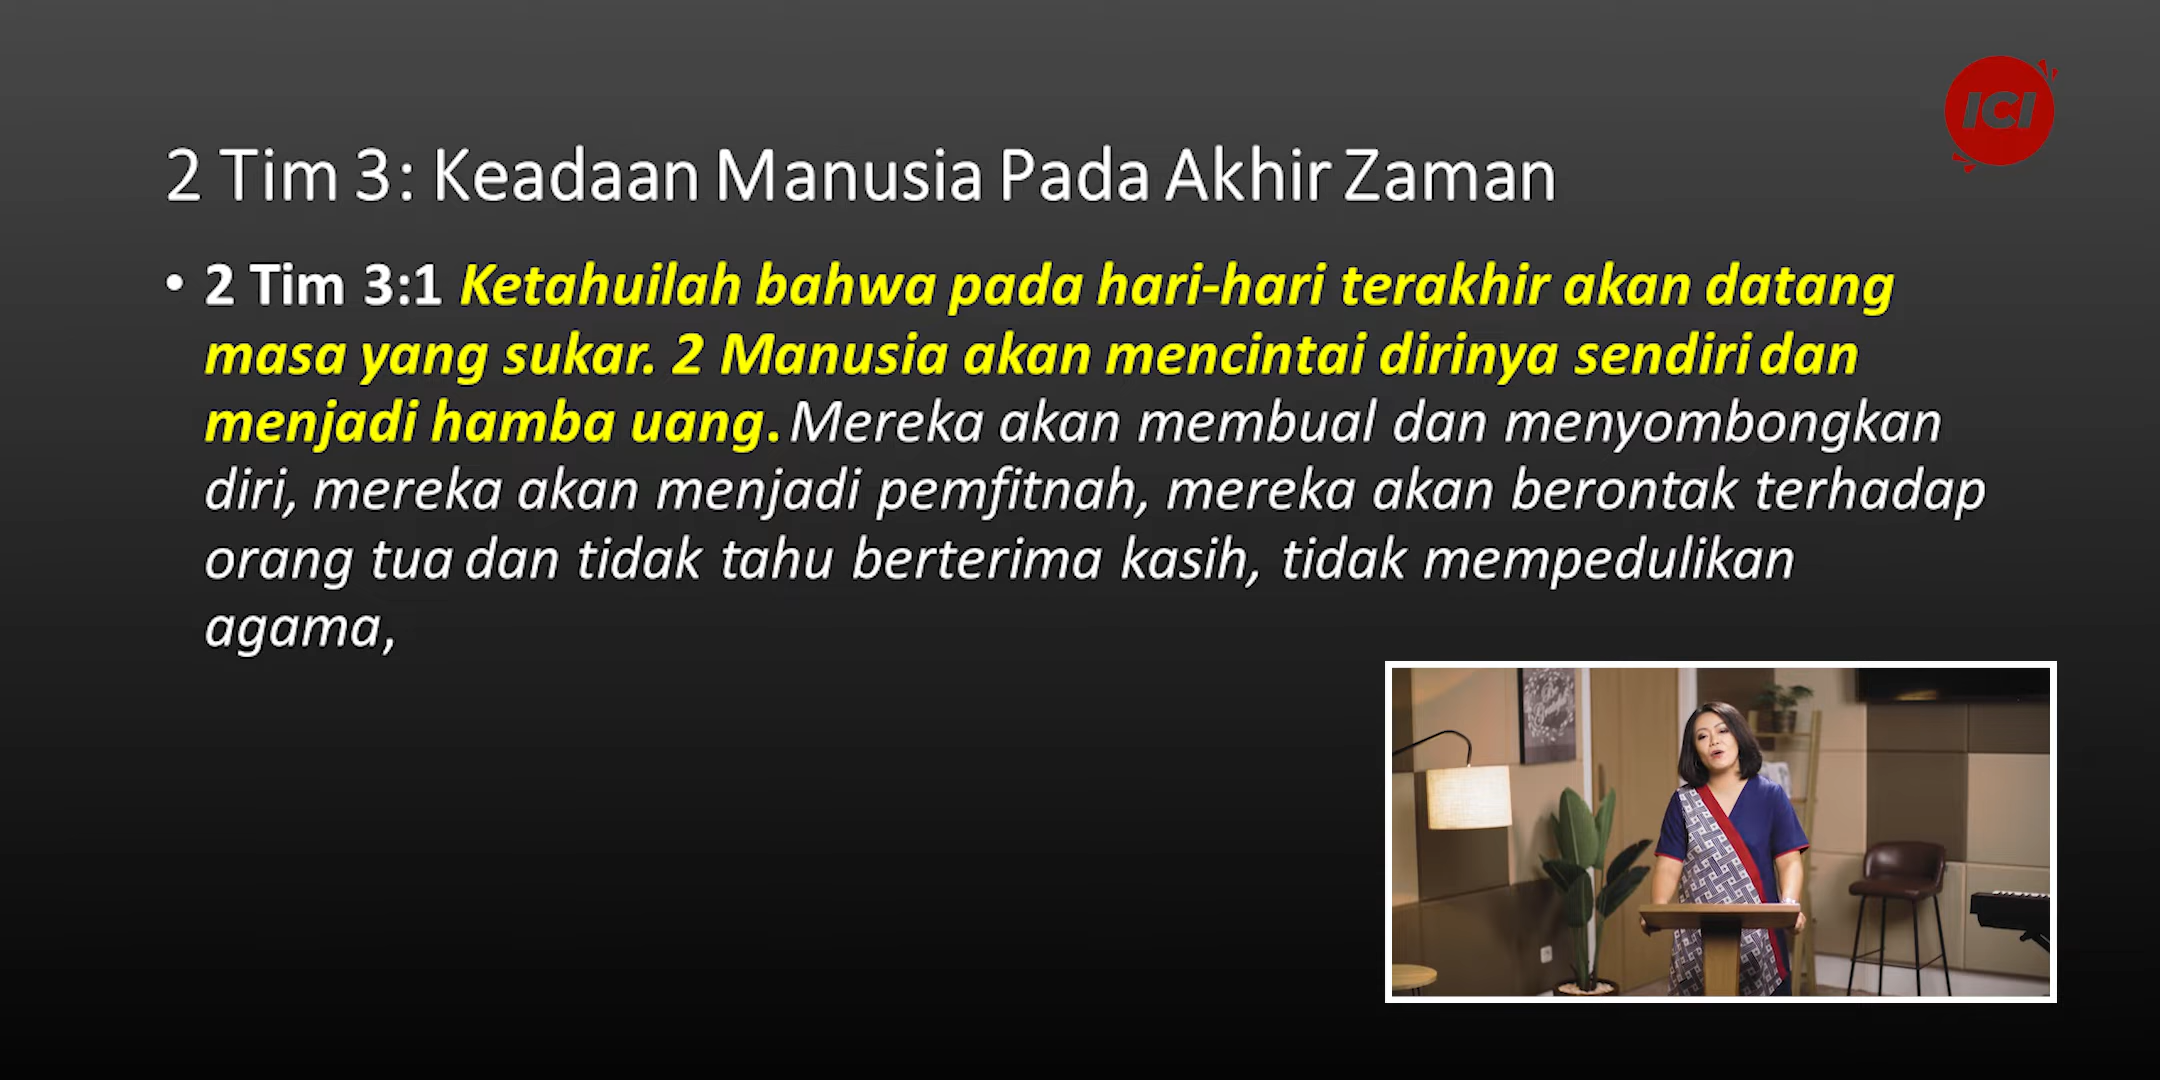 ICI
2 Tim 3: Keadaan Manusia Pada Akhir Zaman
• 2 Tim 3:1 Ketahuilah bahwa pada hari-hari terakhir akan datang
masa yang sukar. 2 Manusia akan mencintai dirinya sendiri dan
menjadi hamba uang. Mereka akan membual dan menyombongkan
diri, mereka akan menjadi pemfitnah, mereka akan berontak terhadap
orang tua dan tidak tahu berterima kasih, tidak mempedulikan
agama,
Be
Grateful